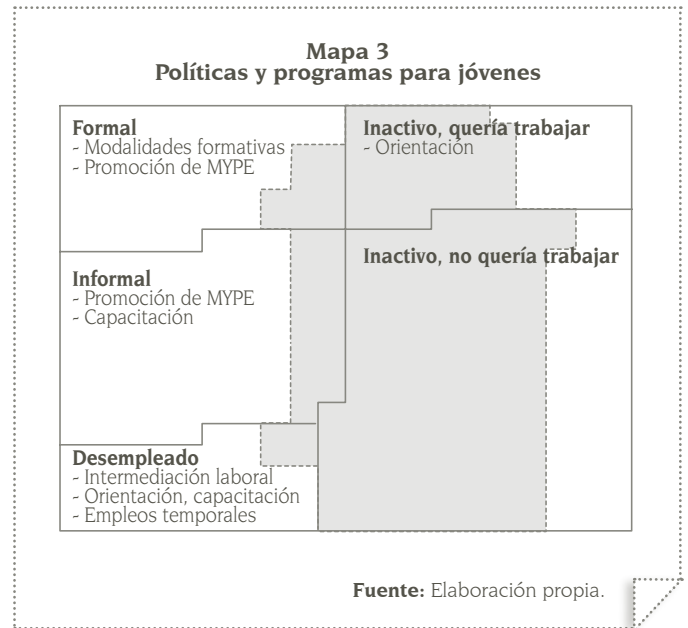 Mapa 3
Políticas y programas para jóvenes
Formal
- Modalidades formativas
- Promoción de MYPE
Inactivo, quería trabajar
- Orientación
Inactivo, no quería trabajar
Informal
- Promoción de MYPE
- Capacitación
Desempleado
- Intermediación laboral
- Orientación, capacitación
- Empleos temporales
Fuente: Elaboración propia.